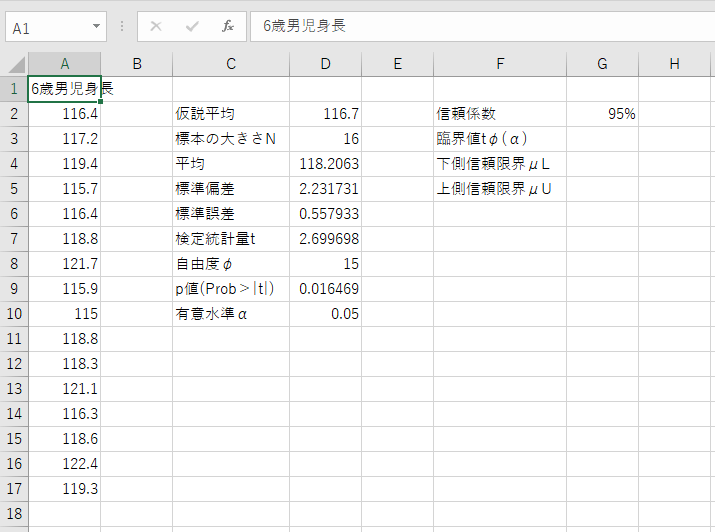 A1 fx 6歳男児身長
A B C D E F G H
1 6歳男児身長
2 116.4 仮説平均 116.7 信頼係数 95%
3 117.2 標本の大きさN 16 臨界値tφ(α)
4 119.4 平均 118.2063 下側信頼限界μL
5 115.7 標準偏差 2.231731 上側信頼限界μU
6 116.4 標準誤差 0.557933
7 118.8 検定統計量t 2.699698
8 121.7 自由度φ 15
9 115.9 p値(Prob＞|t|) 0.016469
10 115 有意水準α 0.05
11 118.8
12 118.3
13 121.1
14 116.3
15 118.6
16 122.4
17 119.3
18